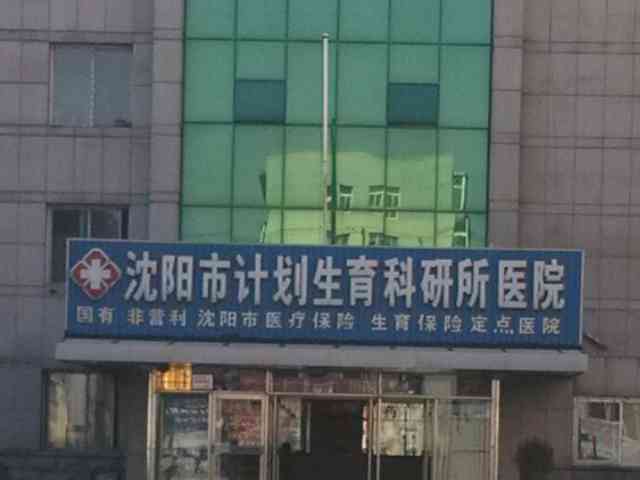 沈阳市计划生育科研所医院
国有 非营利 沈阳市医疗保险 生育保险定点医院